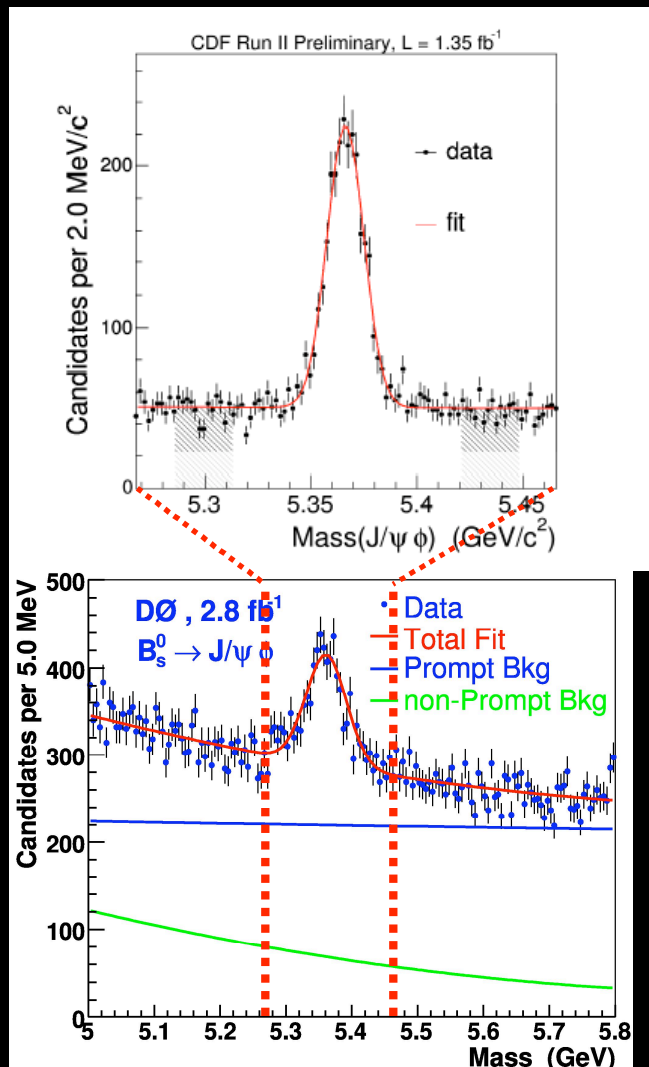 CDF Run II Preliminary, L = 1.35 fb⁻¹
Candidates per 2.0 MeV/c²
200
100
0
data
fit
5.3
5.35
5.4
5.45
Mass(J/ψ φ) (GeV/c²)
Candidates per 5.0 MeV
500
400
300
200
100
0
DØ , 2.8 fb⁻¹
B⁰ₛ → J/ψ φ
Data
Total Fit
Prompt Bkg
non-Prompt Bkg
5
5.1
5.2
5.3
5.4
5.5
5.6
5.7
5.8
Mass (GeV)